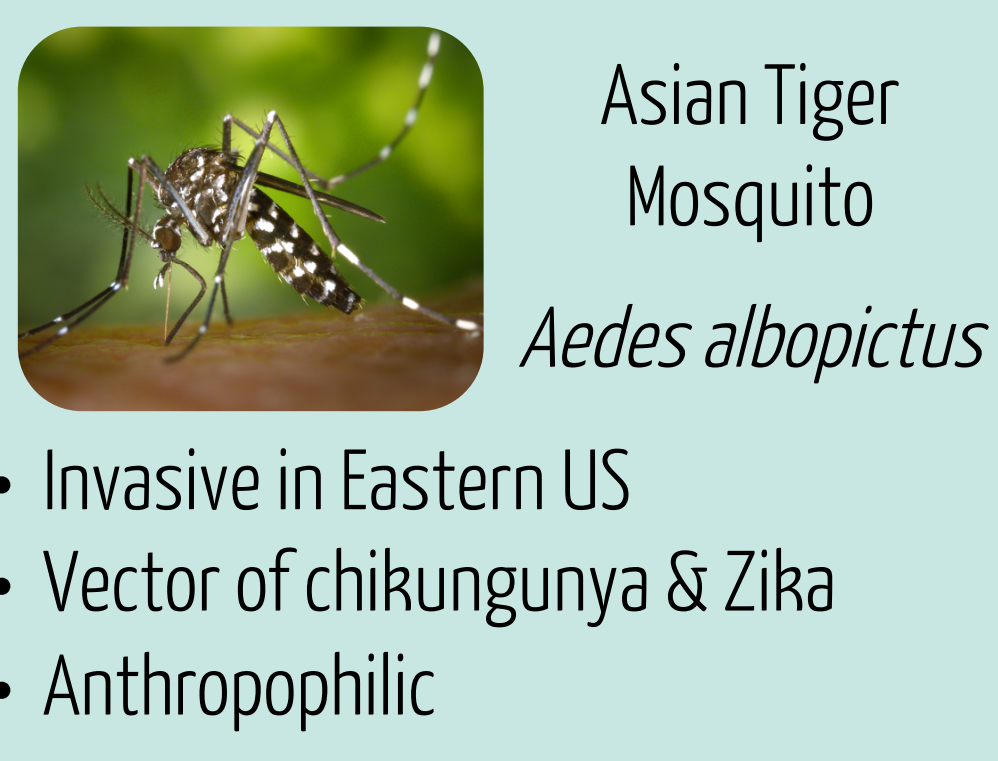 Asian Tiger
Mosquito
Aedes albopictus
• Invasive in Eastern US
• Vector of chikungunya & Zika
• Anthropophilic